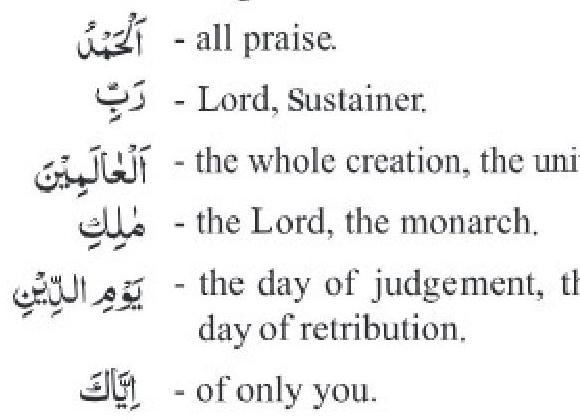 اَلْحَمْدُ - all praise.
رَبِّ - Lord, Sustainer.
اَلْعٰالَمِيْنَ - the whole creation, the uni
مٰلِكِ - the Lord, the monarch.
يَوْمِ الدِّيْنِ - the day of judgement, th
day of retribution.
اِيَّاكَ - of only you.